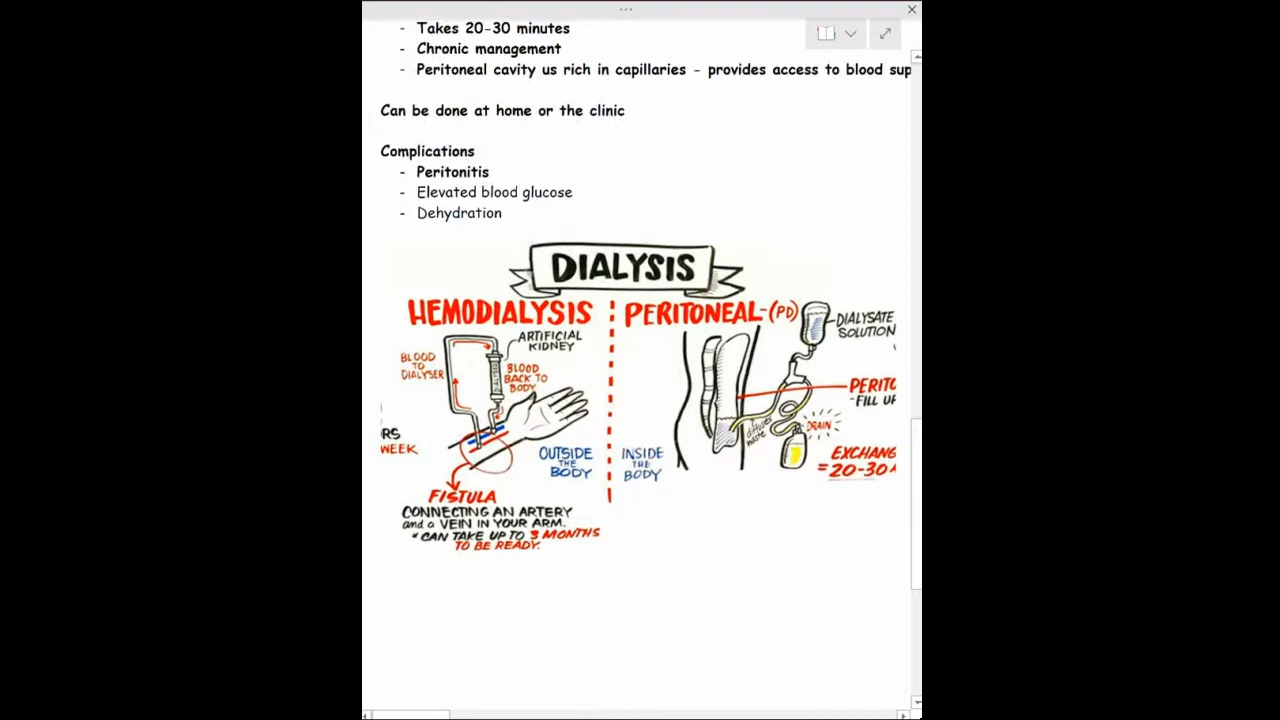 - Takes 20-30 minutes
- Chronic management
- Peritoneal cavity us rich in capillaries - provides access to blood sup
Can be done at home or the clinic
Complications
- Peritonitis
- Elevated blood glucose
- Dehydration
DIALYSIS
HEMODIALYSIS
ARTIFICIAL
KIDNEY
BLOOD
TO
DIALYSER
DIALYSER
BLOOD
BACK TO
BODY
RS
WEEK
OUTSIDE
THE
BODY
FISTULA
CONNECTING AN ARTERY
and a VEIN IN YOUR ARM.
* CAN TAKE UP TO 3 MONTHS
TO BE READY.
PERITONEAL-(PD)
DIALYSATE
SOLUTION
PERITO
-FILL UP
diffuses
waste
DRAIN
INSIDE
THE
BODY
EXCHANG
=20-30